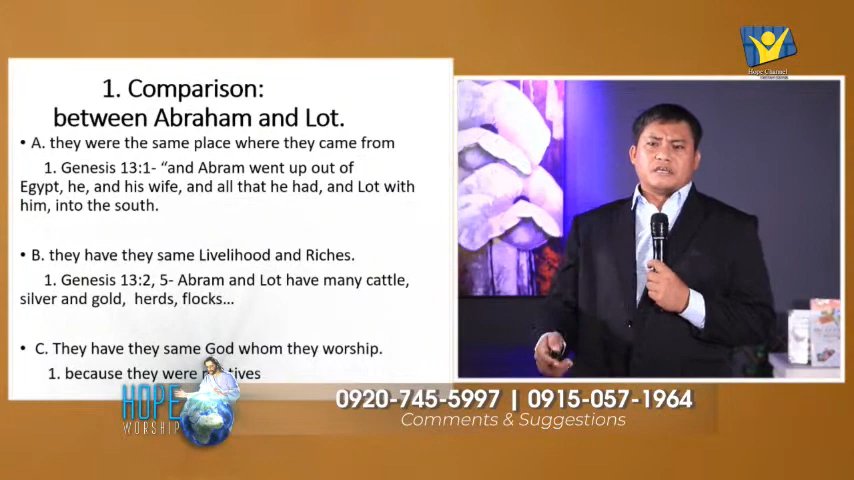 1. Comparison:
between Abraham and Lot.
• A. they were the same place where they came from
1. Genesis 13:1- “and Abram went up out of
Egypt, he, and his wife, and all that he had, and Lot with
him, into the south.
• B. they have they same Livelihood and Riches.
1. Genesis 13:2, 5- Abram and Lot have many cattle,
silver and gold, herds, flocks...
• C. They have they same God whom they worship.
1. because they were tives
Hope Channel
HOPE
WORSHIP
0920-745-5997 | 0915-057-1964
Comments & Suggestions